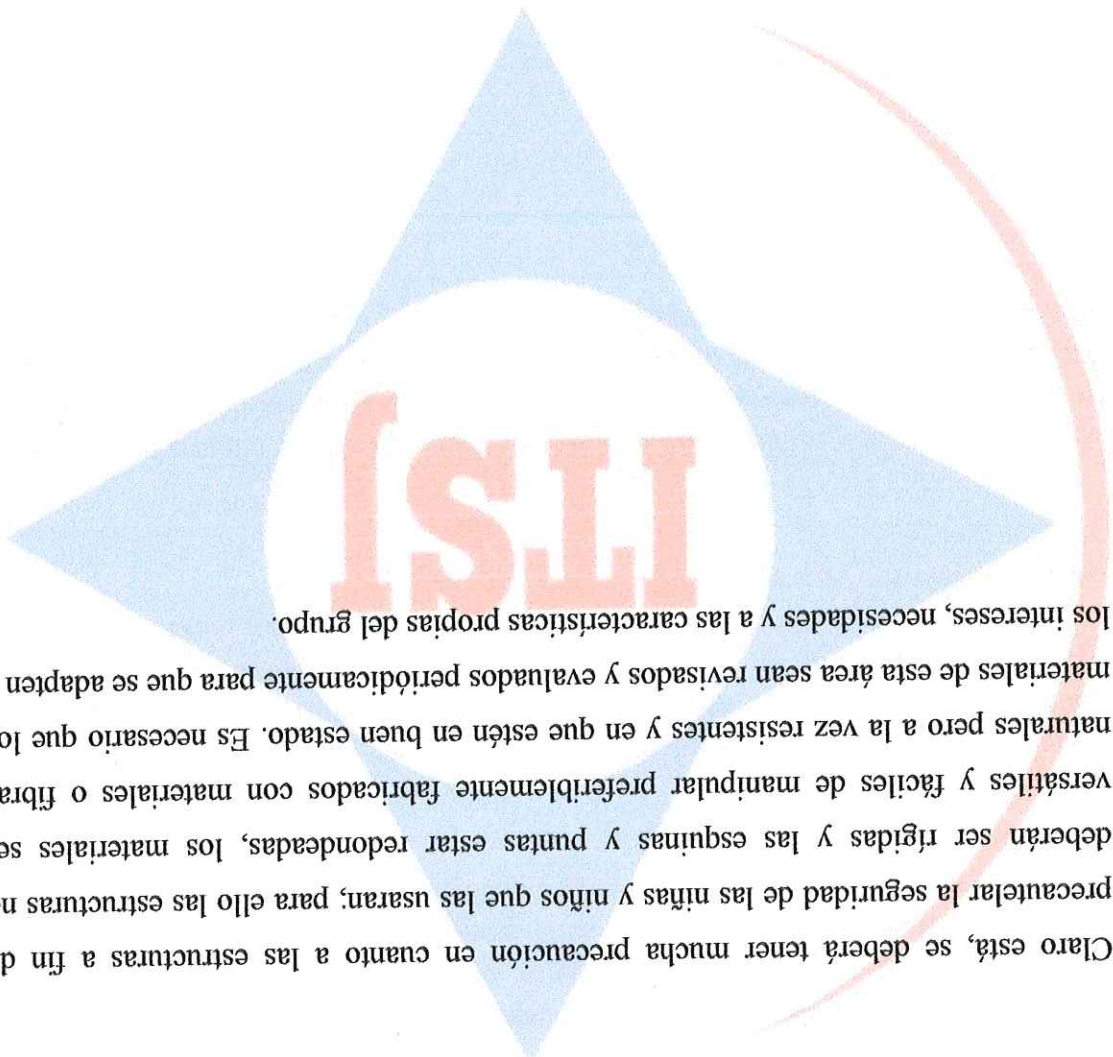 Claro está, se deberá tener mucha precaución en cuanto a las estructuras a fin d
precautelar la seguridad de las niñas y niños que las usaran; para ello las estructuras n
deberán ser rígidas y las esquinas y puntas estar redondeadas, los materiales se
versátiles y fáciles de manipular preferiblemente fabricados con materiales o fibra
naturales pero a la vez resistentes y en que estén en buen estado. Es necesario que lo
materiales de esta área sean revisados y evaluados periódicamente para que se adapten
los intereses, necesidades y a las características propias del grupo.
ITSJ